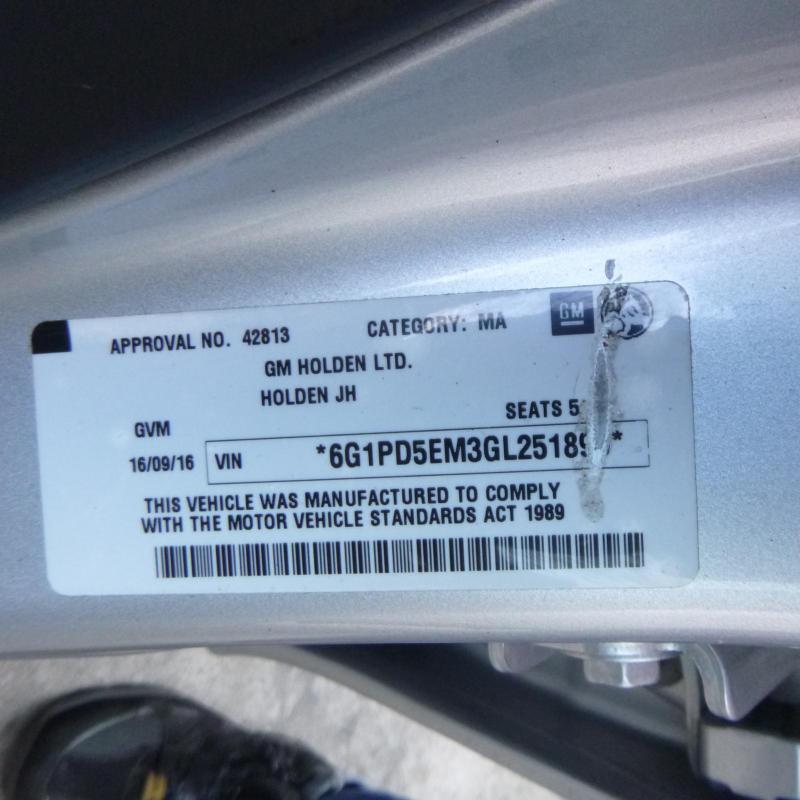 APPROVAL NO. 42813 CATEGORY: MA GM
GM HOLDEN LTD.
HOLDEN JH
SEATS 5
GVM
16/09/16 VIN
THIS VEHICLE WAS MANUFACTURED TO COMPLY
WITH THE MOTOR VEHICLE STANDARDS ACT 1989